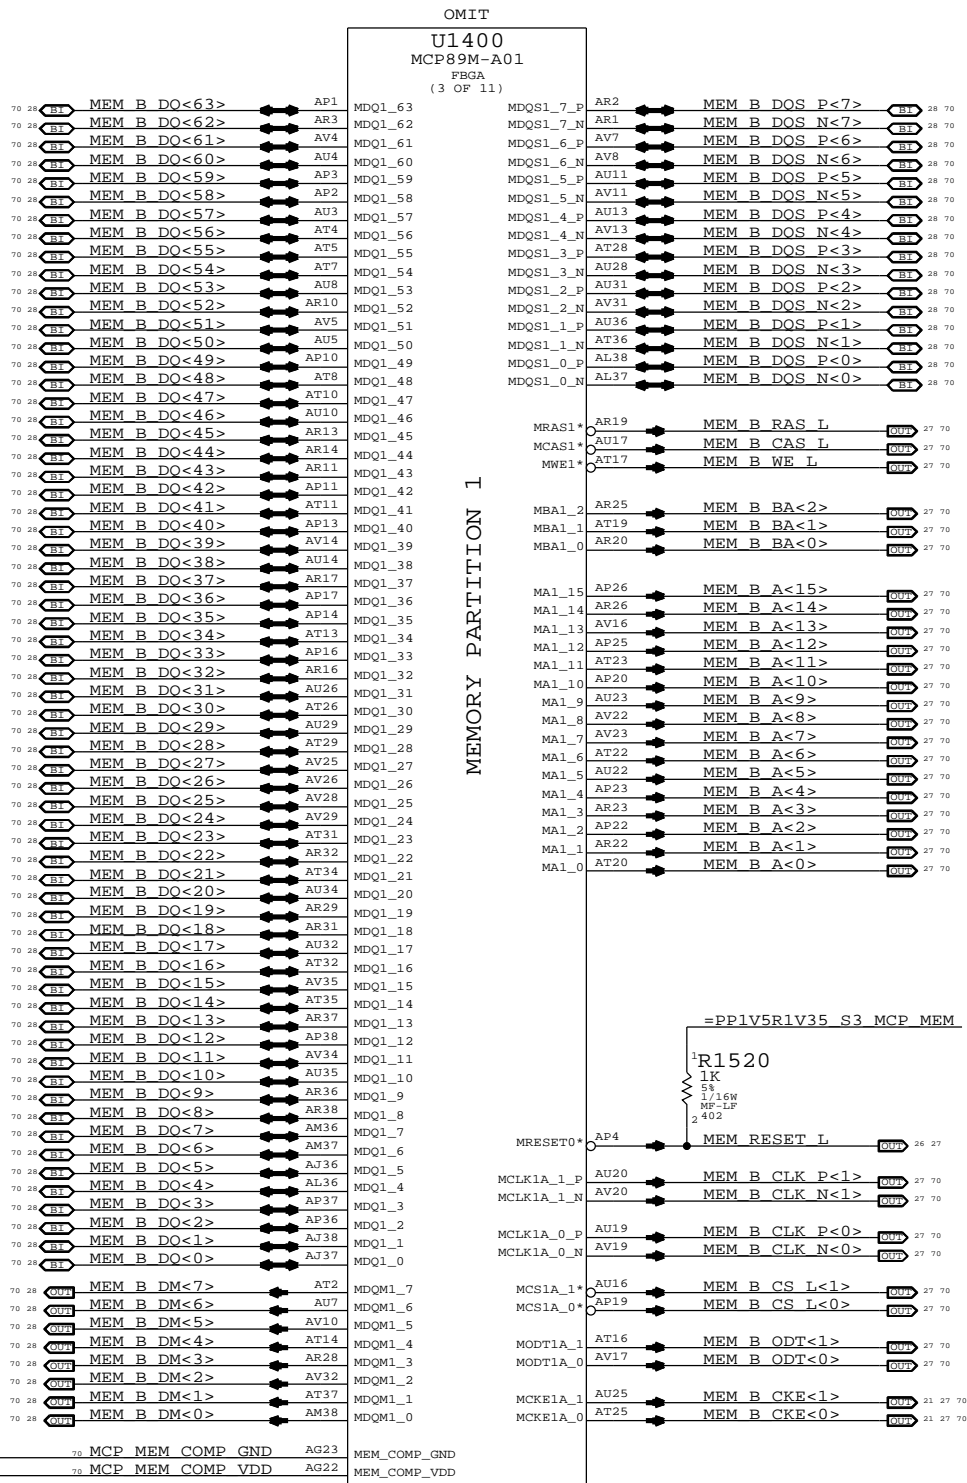 OMIT
U1400
MCP89M-A01
FBGA
(3 OF 11)
70 28 BI MEM_B_DQ<63> AP1 MDQ1_63 MDQS1_7_P AR2 MEM_B_DQS_P<7> BI 28 70
70 28 BI MEM_B_DQ<62> AR3 MDQ1_62 MDQS1_7_N AR1 MEM_B_DQS_N<7> BI 28 70
70 28 BI MEM_B_DQ<61> AV4 MDQ1_61 MDQS1_6_P AV7 MEM_B_DQS_P<6> BI 28 70
70 28 BI MEM_B_DQ<60> AU4 MDQ1_60 MDQS1_6_N AV8 MEM_B_DQS_N<6> BI 28 70
70 28 BI MEM_B_DQ<59> AP3 MDQ1_59 MDQS1_5_P AU11 MEM_B_DQS_P<5> BI 28 70
70 28 BI MEM_B_DQ<58> AP2 MDQ1_58 MDQS1_5_N AV11 MEM_B_DQS_N<5> BI 28 70
70 28 BI MEM_B_DQ<57> AU3 MDQ1_57 MDQS1_4_P AU13 MEM_B_DQS_P<4> BI 28 70
70 28 BI MEM_B_DQ<56> AT4 MDQ1_56 MDQS1_4_N AV13 MEM_B_DQS_N<4> BI 28 70
70 28 BI MEM_B_DQ<55> AT5 MDQ1_55 MDQS1_3_P AT28 MEM_B_DQS_P<3> BI 28 70
70 28 BI MEM_B_DQ<54> AT7 MDQ1_54 MDQS1_3_N AU28 MEM_B_DQS_N<3> BI 28 70
70 28 BI MEM_B_DQ<53> AU8 MDQ1_53 MDQS1_2_P AU31 MEM_B_DQS_P<2> BI 28 70
70 28 BI MEM_B_DQ<52> AR10 MDQ1_52 MDQS1_2_N AV31 MEM_B_DQS_N<2> BI 28 70
70 28 BI MEM_B_DQ<51> AV5 MDQ1_51 MDQS1_1_P AU36 MEM_B_DQS_P<1> BI 28 70
70 28 BI MEM_B_DQ<50> AU5 MDQ1_50 MDQS1_1_N AT36 MEM_B_DQS_N<1> BI 28 70
70 28 BI MEM_B_DQ<49> AP10 MDQ1_49 MDQS1_0_P AL38 MEM_B_DQS_P<0> BI 28 70
70 28 BI MEM_B_DQ<48> AT8 MDQ1_48 MDQS1_0_N AL37 MEM_B_DQS_N<0> BI 28 70
70 28 BI MEM_B_DQ<47> AT10 MDQ1_47
70 28 BI MEM_B_DQ<46> AU10 MDQ1_46 MRAS1* AR19 MEM_B_RAS_L OUT 27 70
70 28 BI MEM_B_DQ<45> AR13 MDQ1_45 MCAS1* AU17 MEM_B_CAS_L OUT 27 70
70 28 BI MEM_B_DQ<44> AR14 MDQ1_44 MWE1* AT17 MEM_B_WE_L OUT 27 70
70 28 BI MEM_B_DQ<43> AR11 MDQ1_43
70 28 BI MEM_B_DQ<42> AP11 MDQ1_42
MEMORY PARTITION 1
70 28 BI MEM_B_DQ<41> AT11 MDQ1_41 MBA1_2 AR25 MEM_B_BA<2> OUT 27 70
70 28 BI MEM_B_DQ<40> AP13 MDQ1_40 MBA1_1 AT19 MEM_B_BA<1> OUT 27 70
70 28 BI MEM_B_DQ<39> AV14 MDQ1_39 MBA1_0 AR20 MEM_B_BA<0> OUT 27 70
70 28 BI MEM_B_DQ<38> AU14 MDQ1_38
70 28 BI MEM_B_DQ<37> AR17 MDQ1_37 MA1_15 AP26 MEM_B_A<15> OUT 27 70
70 28 BI MEM_B_DQ<36> AP17 MDQ1_36 MA1_14 AR26 MEM_B_A<14> OUT 27 70
70 28 BI MEM_B_DQ<35> AP14 MDQ1_35 MA1_13 AV16 MEM_B_A<13> OUT 27 70
70 28 BI MEM_B_DQ<34> AT13 MDQ1_34 MA1_12 AP25 MEM_B_A<12> OUT 27 70
70 28 BI MEM_B_DQ<33> AP16 MDQ1_33 MA1_11 AT23 MEM_B_A<11> OUT 27 70
70 28 BI MEM_B_DQ<32> AR16 MDQ1_32 MA1_10 AP20 MEM_B_A<10> OUT 27 70
70 28 BI MEM_B_DQ<31> AU26 MDQ1_31 MA1_9 AU23 MEM_B_A<9> OUT 27 70
70 28 BI MEM_B_DQ<30> AT26 MDQ1_30 MA1_8 AV22 MEM_B_A<8> OUT 27 70
70 28 BI MEM_B_DQ<29> AU29 MDQ1_29 MA1_7 AV23 MEM_B_A<7> OUT 27 70
70 28 BI MEM_B_DQ<28> AT29 MDQ1_28 MA1_6 AT22 MEM_B_A<6> OUT 27 70
70 28 BI MEM_B_DQ<27> AV25 MDQ1_27 MA1_5 AU22 MEM_B_A<5> OUT 27 70
70 28 BI MEM_B_DQ<26> AV26 MDQ1_26 MA1_4 AP23 MEM_B_A<4> OUT 27 70
70 28 BI MEM_B_DQ<25> AV28 MDQ1_25 MA1_3 AR23 MEM_B_A<3> OUT 27 70
70 28 BI MEM_B_DQ<24> AV29 MDQ1_24 MA1_2 AP22 MEM_B_A<2> OUT 27 70
70 28 BI MEM_B_DQ<23> AT31 MDQ1_23 MA1_1 AR22 MEM_B_A<1> OUT 27 70
70 28 BI MEM_B_DQ<22> AR32 MDQ1_22 MA1_0 AT20 MEM_B_A<0> OUT 27 70
70 28 BI MEM_B_DQ<21> AT34 MDQ1_21
70 28 BI MEM_B_DQ<20> AU34 MDQ1_20
70 28 BI MEM_B_DQ<19> AR29 MDQ1_19
70 28 BI MEM_B_DQ<18> AR31 MDQ1_18
70 28 BI MEM_B_DQ<17> AU32 MDQ1_17
70 28 BI MEM_B_DQ<16> AT32 MDQ1_16
70 28 BI MEM_B_DQ<15> AV35 MDQ1_15
70 28 BI MEM_B_DQ<14> AT35 MDQ1_14
70 28 BI MEM_B_DQ<13> AR37 MDQ1_13 =PP1V5R1V35_S3_MCP_MEM
70 28 BI MEM_B_DQ<12> AP38 MDQ1_12
70 28 BI MEM_B_DQ<11> AV34 MDQ1_11 1 R1520
70 28 BI MEM_B_DQ<10> AU35 MDQ1_10 1K
5%
70 28 BI MEM_B_DQ<9> AR36 MDQ1_9 1/16W
MF-LF
70 28 BI MEM_B_DQ<8> AR38 MDQ1_8 2 402
70 28 BI MEM_B_DQ<7> AM36 MDQ1_7
70 28 BI MEM_B_DQ<6> AM37 MDQ1_6 MRESET0* AP4 MEM_RESET_L OUT 26 27
70 28 BI MEM_B_DQ<5> AJ36 MDQ1_5
70 28 BI MEM_B_DQ<4> AL36 MDQ1_4 MCLK1A_1_P AU20 MEM_B_CLK_P<1> OUT 27 70
70 28 BI MEM_B_DQ<3> AP37 MDQ1_3 MCLK1A_1_N AV20 MEM_B_CLK_N<1> OUT 27 70
70 28 BI MEM_B_DQ<2> AP36 MDQ1_2
70 28 BI MEM_B_DQ<1> AJ38 MDQ1_1 MCLK1A_0_P AU19 MEM_B_CLK_P<0> OUT 27 70
70 28 BI MEM_B_DQ<0> AJ37 MDQ1_0 MCLK1A_0_N AV19 MEM_B_CLK_N<0> OUT 27 70
70 28 OUT MEM_B_DM<7> AT2 MDQM1_7 MCS1A_1* AU16 MEM_B_CS_L<1> OUT 27 70
70 28 OUT MEM_B_DM<6> AU7 MDQM1_6 MCS1A_0* AP19 MEM_B_CS_L<0> OUT 27 70
70 28 OUT MEM_B_DM<5> AV10 MDQM1_5
70 28 OUT MEM_B_DM<4> AT14 MDQM1_4 MODT1A_1 AT16 MEM_B_ODT<1> OUT 27 70
70 28 OUT MEM_B_DM<3> AR28 MDQM1_3 MODT1A_0 AV17 MEM_B_ODT<0> OUT 27 70
70 28 OUT MEM_B_DM<2> AV32 MDQM1_2
70 28 OUT MEM_B_DM<1> AT37 MDQM1_1 MCKE1A_1 AU25 MEM_B_CKE<1> OUT 21 27 70
70 28 OUT MEM_B_DM<0> AM38 MDQM1_0 MCKE1A_0 AT25 MEM_B_CKE<0> OUT 21 27 70
70 MCP_MEM_COMP_GND AG23 MEM_COMP_GND
70 MCP_MEM_COMP_VDD AG22 MEM_COMP_VDD